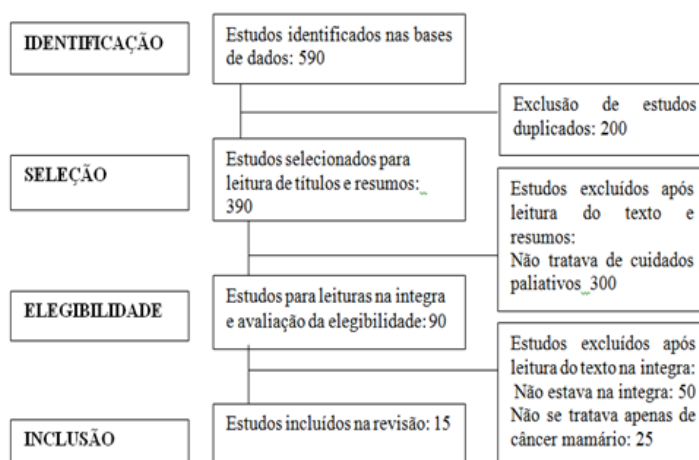 IDENTIFICAÇÃO
Estudos identificados nas bases
de dados: 590
Exclusão de estudos
duplicados: 200
SELEÇÃO
Estudos selecionados para
leitura de títulos e resumos:
390
Estudos excluídos após
leitura do texto e
resumos:
Não tratava de cuidados
paliativos 300
ELEGIBILIDADE
Estudos para leituras na integra
e avaliação da elegibilidade: 90
Estudos excluídos após
leitura do texto na integra:
Não estava na integra: 50
Não se tratava apenas de
câncer mamário: 25
INCLUSÃO
Estudos incluídos na revisão: 15